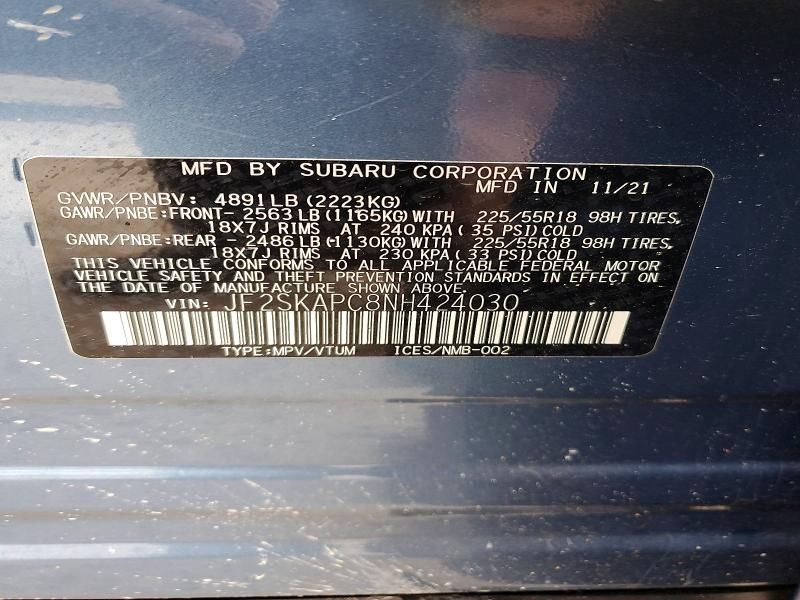 MFD BY SUBARU CORPORATION
MFD IN 11/21
GVWR/PNBV: 4891LB (2223KG)
GAWR/PNBE:FRONT- 2563LB (1165KG)WITH 225/55R18 98H TIRES,
18X7J RIMS AT 240 KPA (35 PSI)COLD
GAWR/PNBE:REAR - 2486LB (1130KG)WITH 225/55R18 98H TIRES,
18X7J RIMS AT 230 KPA (33 PSI)COLD
THIS VEHICLE CONFORMS TO ALL APPLICABLE FEDERAL MOTOR
VEHICLE SAFETY AND THEFT PREVENTION STANDARDS IN EFFECT ON
THE DATE OF MANUFACTURE SHOWN ABOVE.
VIN: JF2SKAPC8NH424030
TYPE:MPV/VTUM ICES/NMB-002